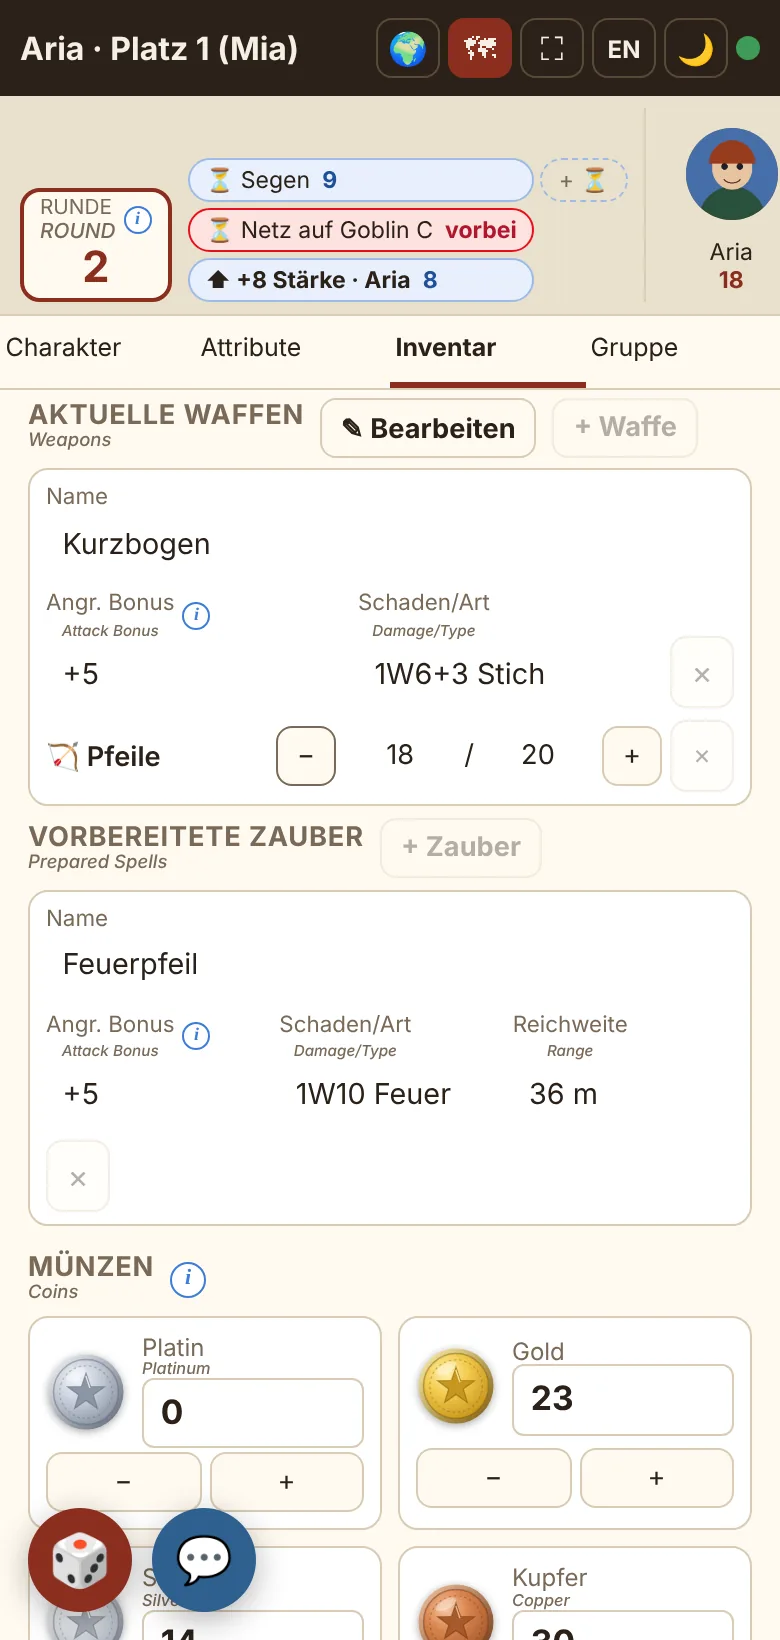 Aria · Platz 1 (Mia)
EN
RUNDE
ROUND
i
2
⏳ Segen 9
+ ⏳
⏳ Netz auf Goblin C vorbei
⬆ +8 Stärke · Aria 8
Aria
18
Charakter Attribute Inventar Gruppe
AKTUELLE WAFFEN
Weapons
✎ Bearbeiten
+ Waffe
Name
Kurzbogen
Angr. Bonus i Schaden/Art
Attack Bonus Damage/Type
+5 1W6+3 Stich ×
🏹 Pfeile − 18 / 20 + ×
VORBEREITETE ZAUBER
Prepared Spells
+ Zauber
Name
Feuerpfeil
Angr. Bonus i Schaden/Art Reichweite
Attack Bonus Damage/Type Range
+5 1W10 Feuer 36 m
×
MÜNZEN i
Coins
Platin
Platinum
0
− +
Gold
23
− +
Kupfer
Copper